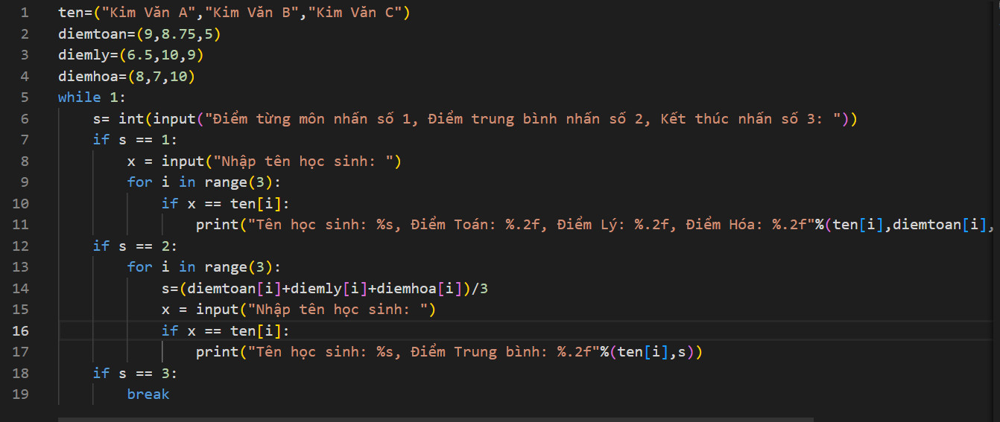 1 ten=("Kim Văn A","Kim Văn B","Kim Văn C")
2 diemtoan=(9,8.75,5)
3 diemly=(6.5,10,9)
4 diemhoa=(8,7,10)
5 while 1:
6     s= int(input("Điểm từng môn nhấn số 1, Điểm trung bình nhấn số 2, Kết thúc nhấn số 3: "))
7     if s == 1:
8         x = input("Nhập tên học sinh: ")
9         for i in range(3):
10             if x == ten[i]:
11                 print("Tên học sinh: %s, Điểm Toán: %.2f, Điểm Lý: %.2f, Điểm Hóa: %.2f"%(ten[i],diemtoan[i],
12     if s == 2:
13         for i in range(3):
14             s=(diemtoan[i]+diemly[i]+diemhoa[i])/3
15             x = input("Nhập tên học sinh: ")
16             if x == ten[i]:
17                 print("Tên học sinh: %s, Điểm Trung bình: %.2f"%(ten[i],s))
18     if s == 3:
19         break